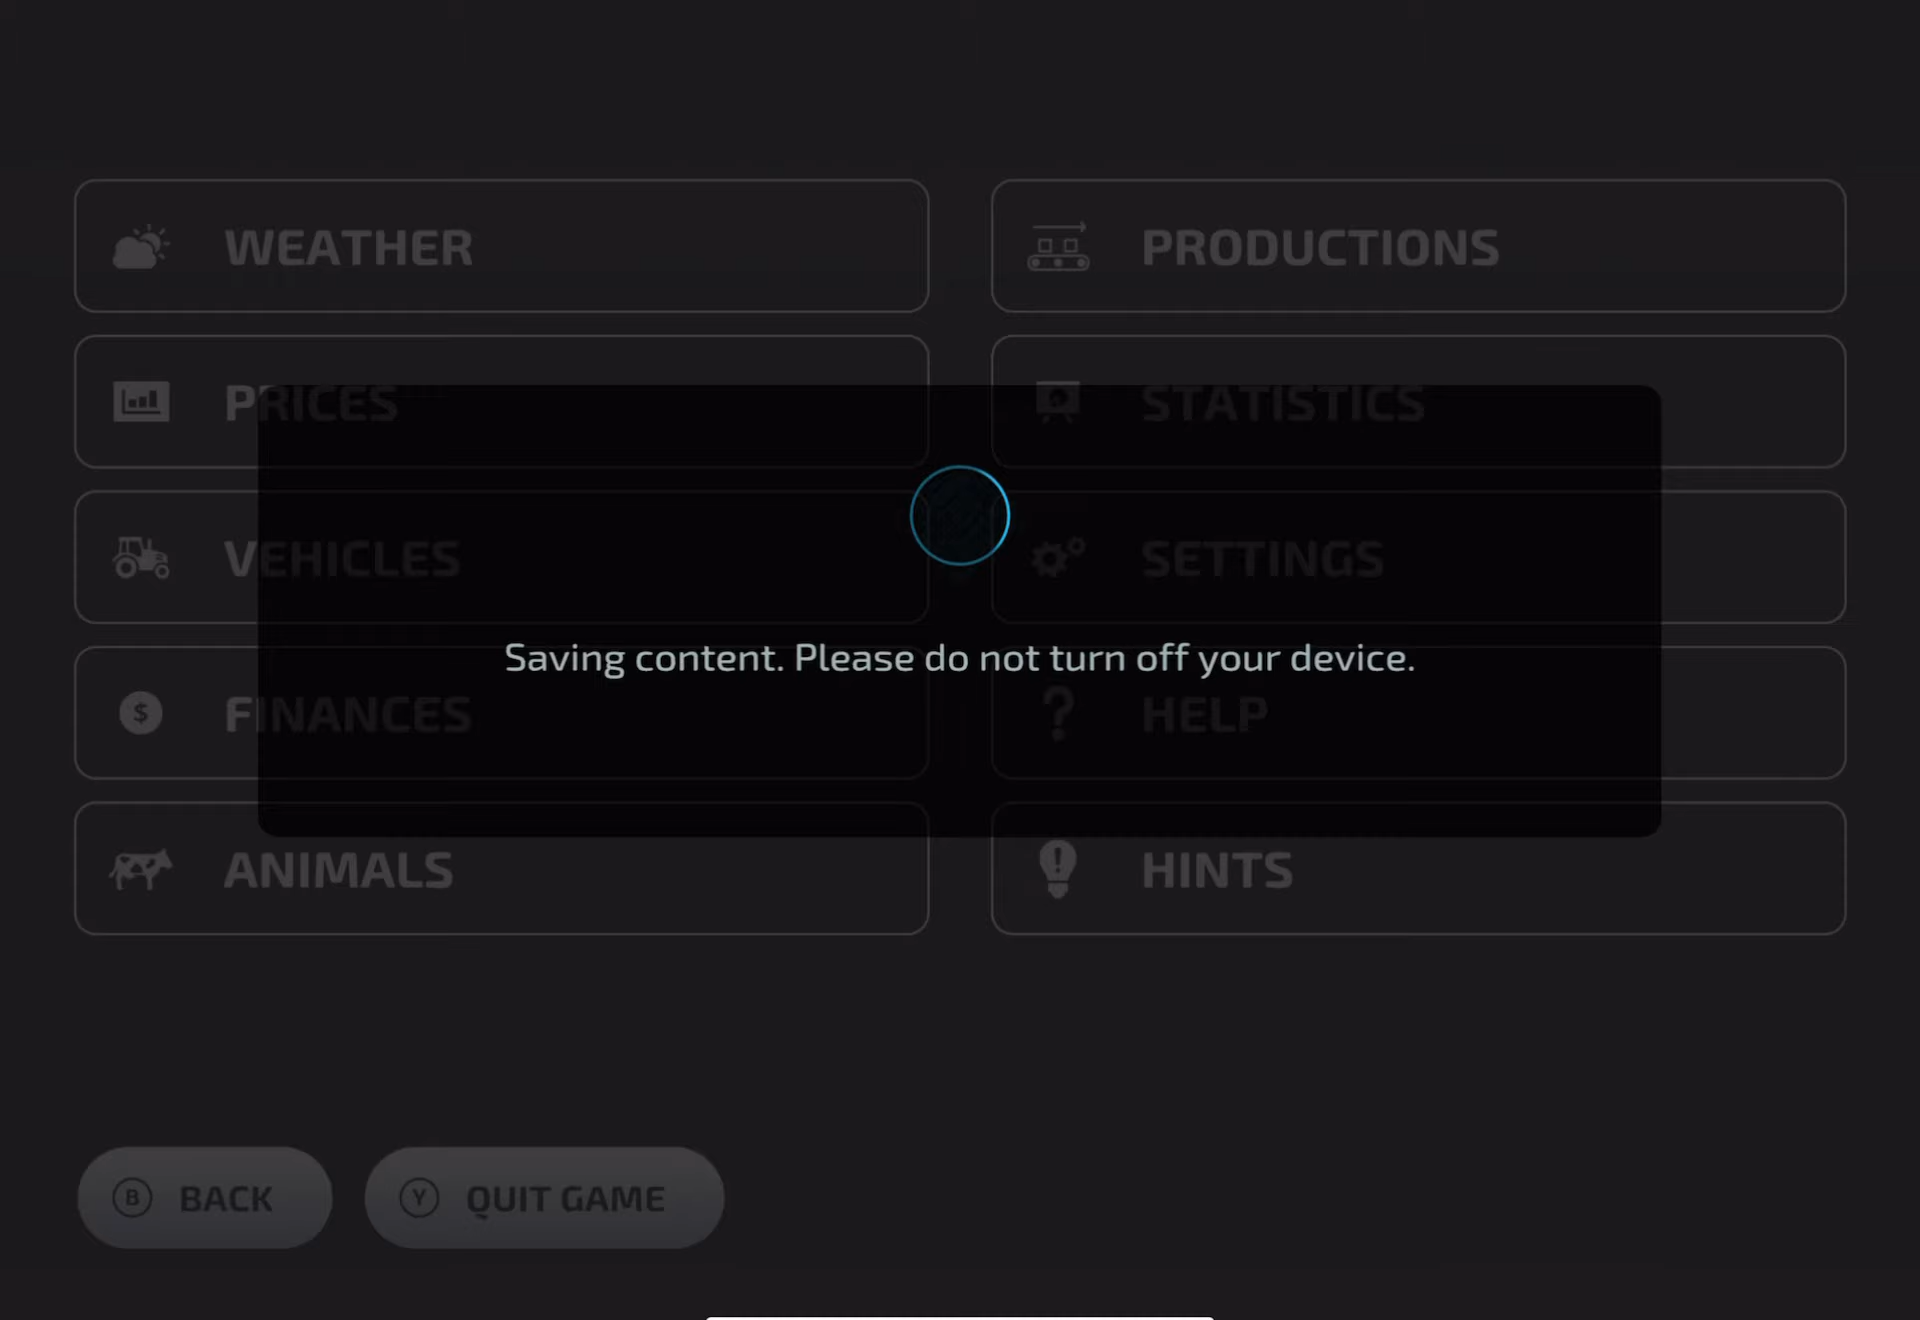 WEATHER
PRODUCTIONS
PRICES
STATISTICS
VEHICLES
SETTINGS
Saving content. Please do not turn off your device.
$ FINANCES
? HELP
ANIMALS
! HINTS
B BACK
Y QUIT GAME